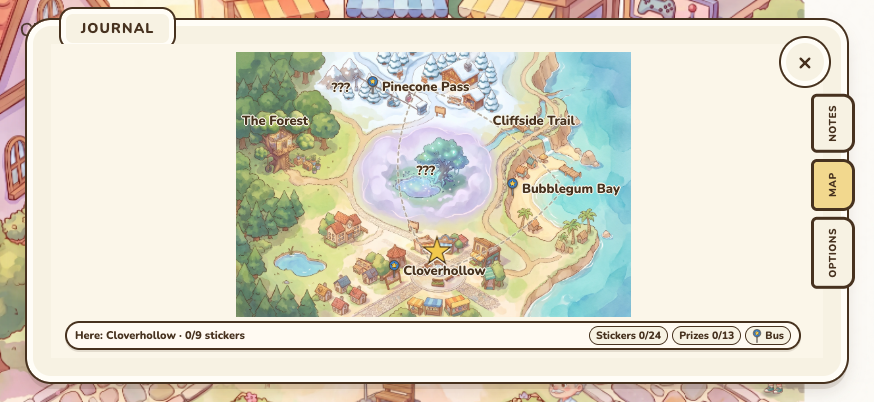 JOURNAL
×
???
Pinecone Pass
The Forest
Cliffside Trail
???
Bubblegum Bay
Cloverhollow
NOTES
MAP
OPTIONS
Here: Cloverhollow · 0/9 stickers
Stickers 0/24
Prizes 0/13
Bus